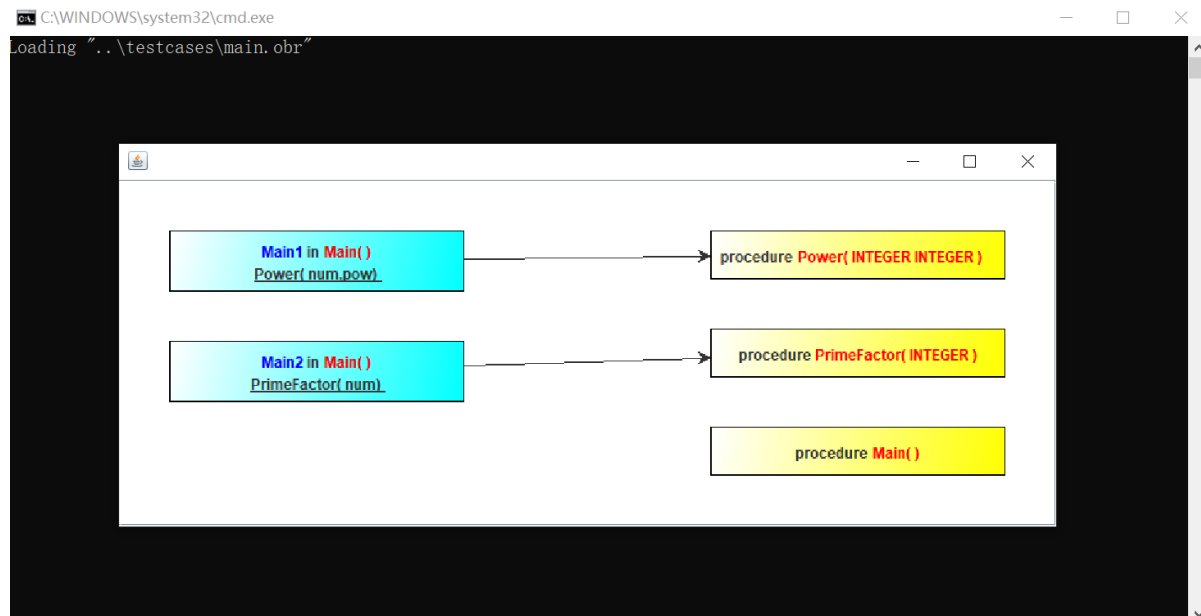 C:\WINDOWS\system32\cmd.exe
Loading "..\testcases\main.obr"
Main1 in Main( )
Power( num,pow)
procedure Power( INTEGER INTEGER )
Main2 in Main( )
PrimeFactor( num)
procedure PrimeFactor( INTEGER )
procedure Main( )